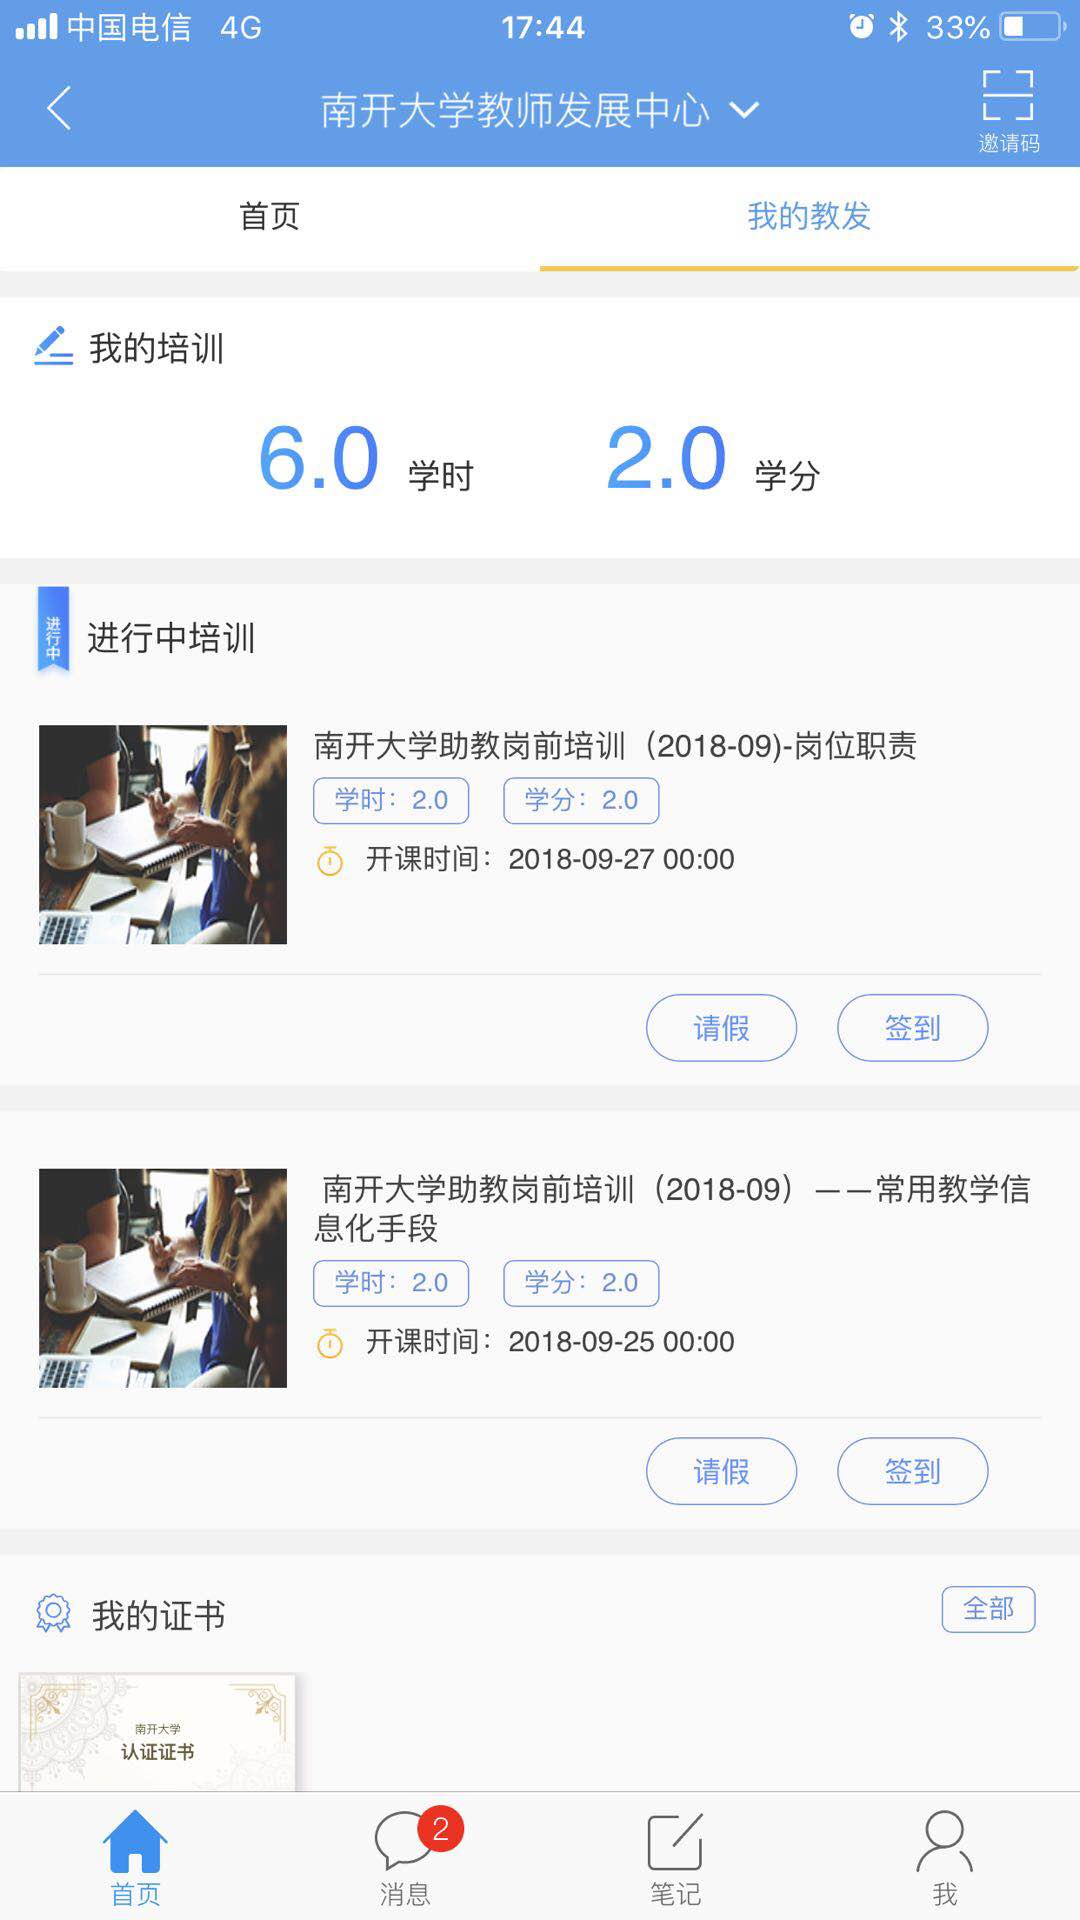 中国电信 4G 17:44 33%
南开大学教师发展中心
邀请码
首页 我的教发
我的培训
6.0 学时 2.0 学分
进行中 进行中培训
南开大学助教岗前培训（2018-09)-岗位职责
学时：2.0 学分：2.0
开课时间：2018-09-27 00:00
请假 签到
南开大学助教岗前培训（2018-09）——常用教学信
息化手段
学时：2.0 学分：2.0
开课时间：2018-09-25 00:00
请假 签到
我的证书 全部
南开大学
认证证书
2
首页 消息 笔记 我